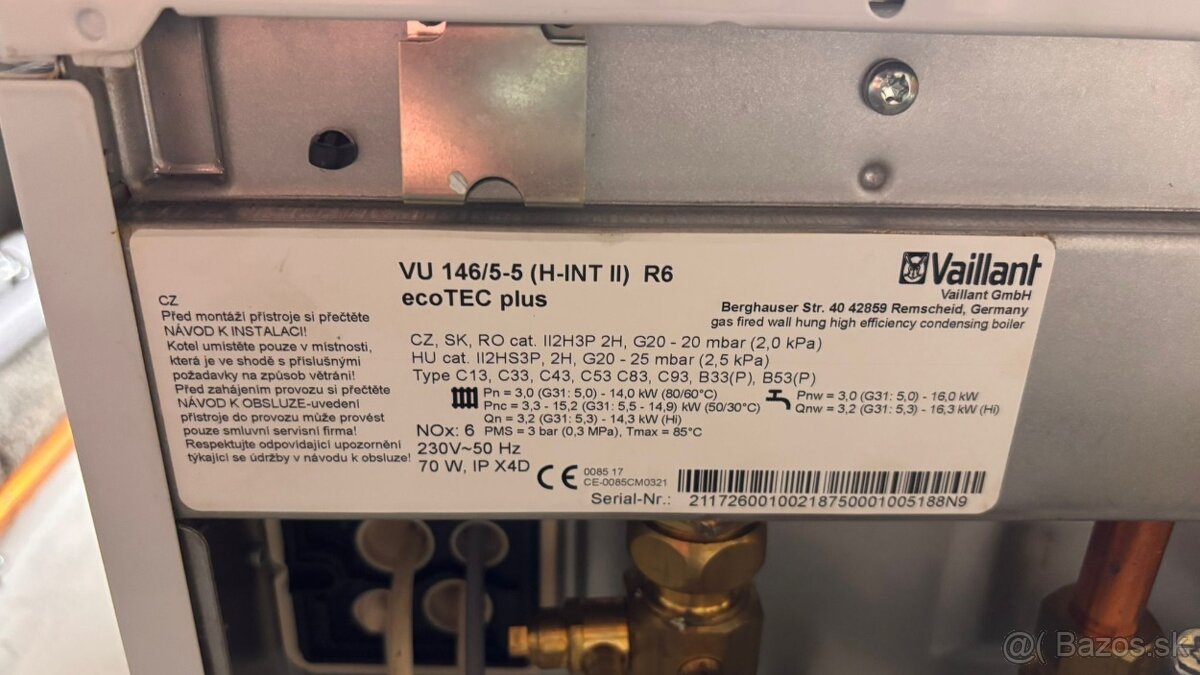 VU 146/5-5 (H-INT II) R6
ecoTEC plus
Vaillant
Vaillant GmbH
Berghauser Str. 40 42859 Remscheid, Germany
gas fired wall hung high efficiency condensing boiler
CZ
Před montáží přístroje si přečtěte
NÁVOD K INSTALACI!
Kotel umístěte pouze v místnosti,
která je ve shodě s příslušnými
požadavky na způsob větrání!
Před zahájením provozu si přečtěte
NÁVOD K OBSLUZE-uvedení
přístroje do provozu může provést
pouze smluvní servisní firma!
Respektujte odpovídající upozornění
týkající se údržby v návodu k obsluze!
CZ, SK, RO cat. II2H3P 2H, G20 - 20 mbar (2,0 kPa)
HU cat. II2HS3P, 2H, G20 - 25 mbar (2,5 kPa)
Type C13, C33, C43, C53 C83, C93, B33(P), B53(P)
Pn = 3,0 (G31: 5,0) - 14,0 kW (80/60°C)
Pnc = 3,3 - 15,2 (G31: 5,5 - 14,9) kW (50/30°C)
Qn = 3,2 (G31: 5,3) - 14,3 kW (Hi)
Pnw = 3,0 (G31: 5,0) - 16,0 kW
Qnw = 3,2 (G31: 5,3) - 16,3 kW (Hi)
NOx: 6 PMS = 3 bar (0,3 MPa), Tmax = 85°C
230V~50 Hz
70 W, IP X4D
CE
0085 17
CE-0085CM0321
Serial-Nr.: 21172600100218750001005188N9
@( Bazos.sk